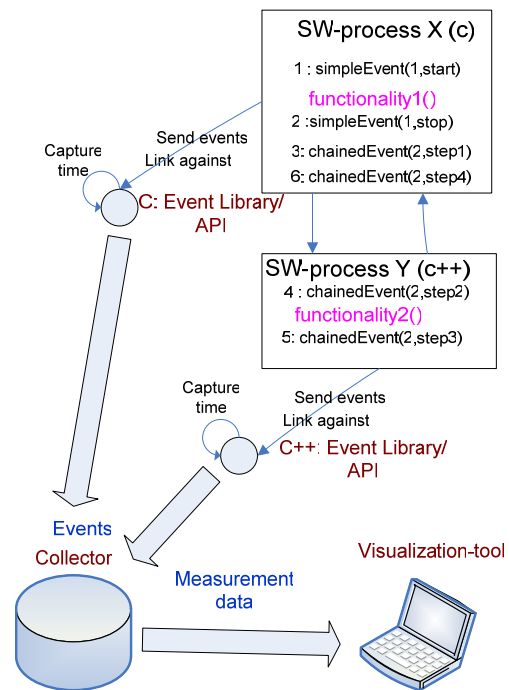 SW-process X (c)
1 : simpleEvent(1,start)
functionality1()
2 :simpleEvent(1,stop)
3: chainedEvent(2,step1)
6: chainedEvent(2,step4)
Send events
Link against
Capture
time
C: Event Library/
API
SW-process Y (c++)
4 : chainedEvent(2,step2)
functionality2()
5: chainedEvent(2,step3)
Send events
Link against
Capture
time
C++: Event Library/
API
Events
Collector
Measurement
data
Visualization-tool